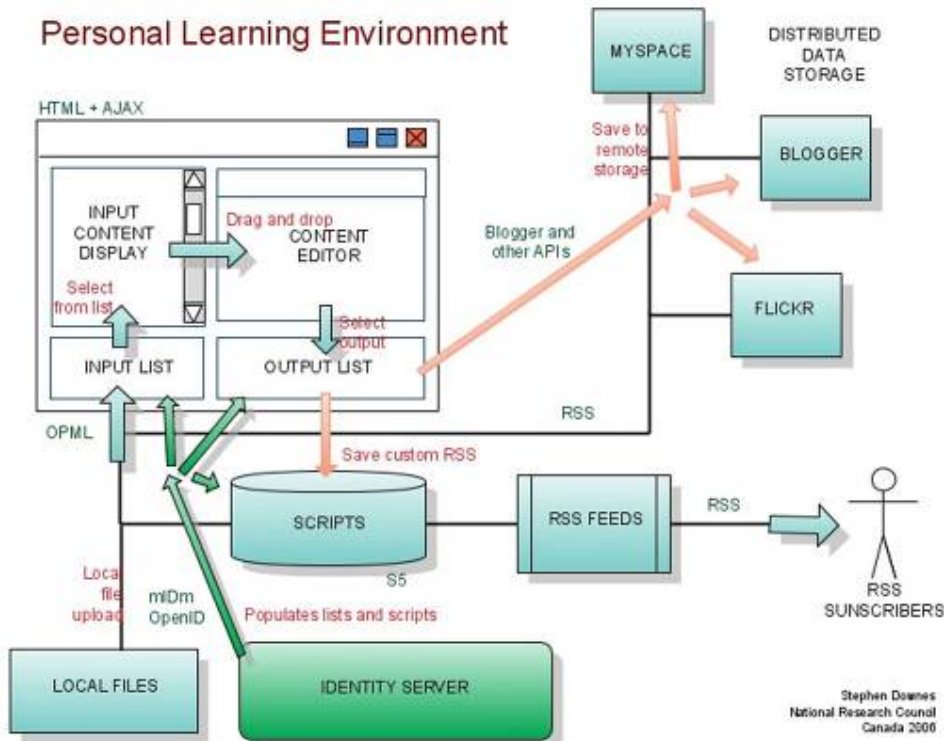 Personal Learning Environment
MYSPACE
DISTRIBUTED
DATA
STORAGE
HTML + AJAX
Save to
remote
storage
BLOGGER
INPUT
CONTENT
DISPLAY
Drag and drop
CONTENT
EDITOR
Blogger and
other APIs
Select
from list
Select
output
FLICKR
INPUT LIST
OUTPUT LIST
RSS
OPML
Save custom RSS
SCRIPTS
RSS FEEDS
RSS
S5
Local
file
upload
mIDm
OpenID
Populates lists and scripts
RSS
SUNSCRIBERS
LOCAL FILES
IDENTITY SERVER
Stephen Downes
National Research Council
Canada 2006